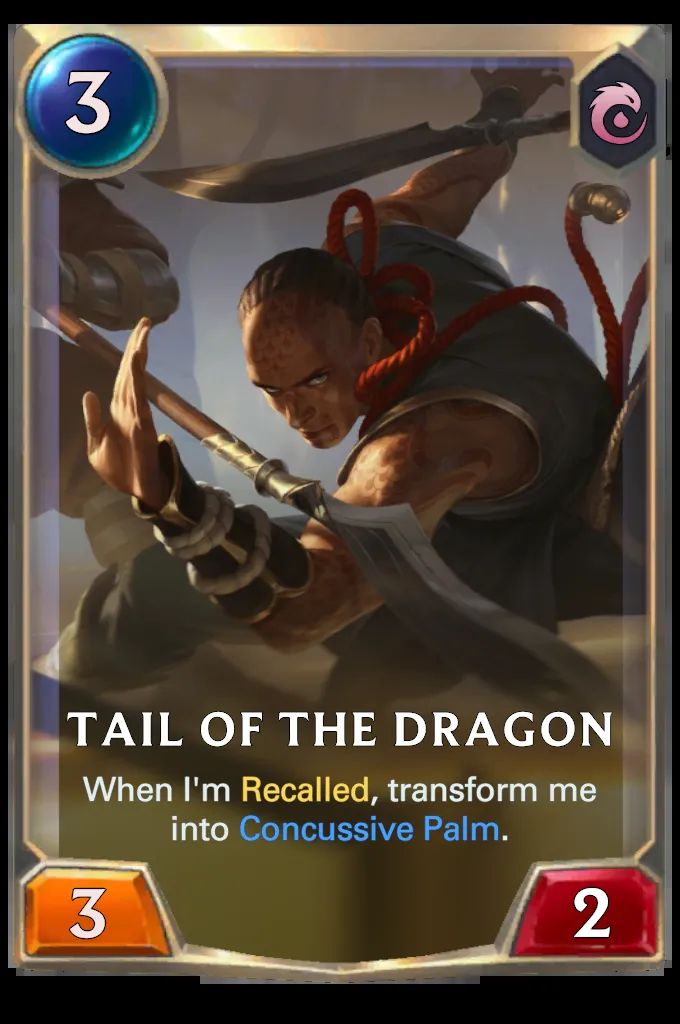 3
TAIL OF THE DRAGON
When I'm Recalled, transform me
into Concussive Palm.
3
2